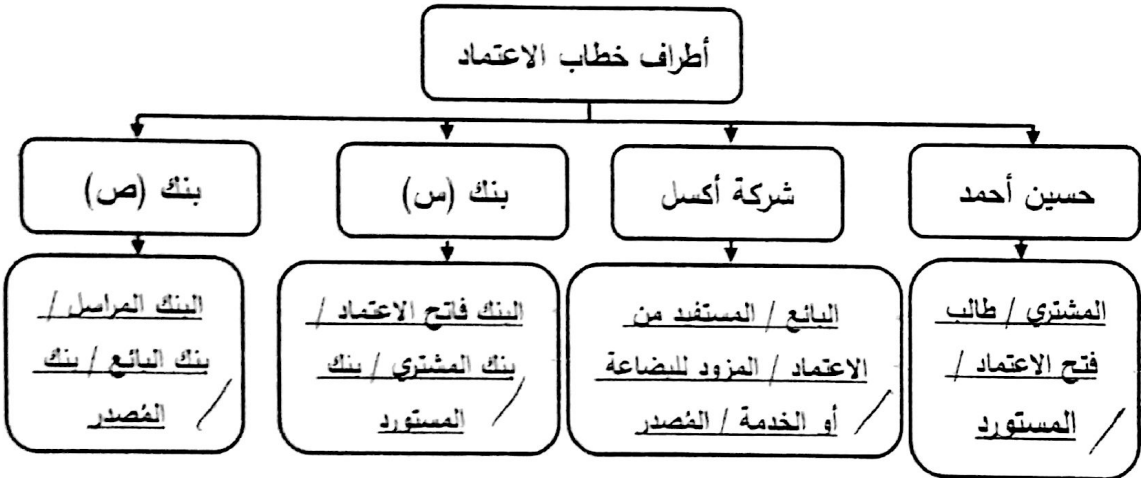 أطراف خطاب الاعتماد
حسين أحمد
شركة أكسل
بنك (س)
بنك (ص)
المشتري / طالب
فتح الاعتماد /
المستورد
البائع / المستفيد من
الاعتماد / المزود للبضاعة
أو الخدمة / المُصدر
البنك فاتح الاعتماد /
بنك المشتري / بنك
المستورد
البنك المراسل /
بنك البائع / بنك
المُصدر